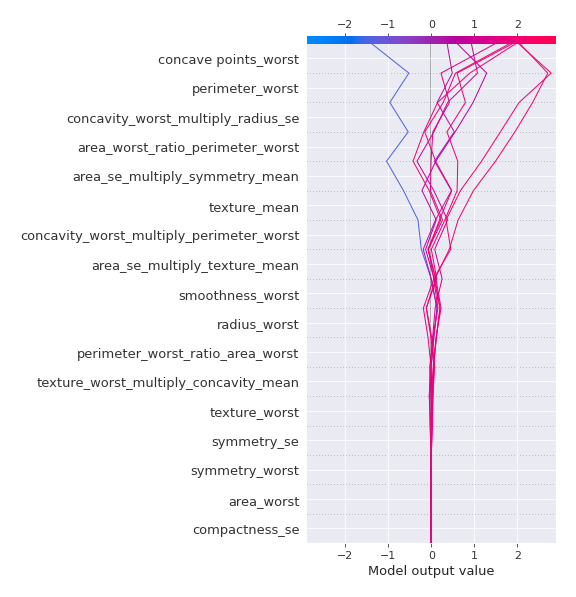 −2 −1 0 1 2
concave points_worst
perimeter_worst
concavity_worst_multiply_radius_se
area_worst_ratio_perimeter_worst
area_se_multiply_symmetry_mean
texture_mean
concavity_worst_multiply_perimeter_worst
area_se_multiply_texture_mean
smoothness_worst
radius_worst
perimeter_worst_ratio_area_worst
texture_worst_multiply_concavity_mean
texture_worst
symmetry_se
symmetry_worst
area_worst
compactness_se
−2 −1 0 1 2
Model output value